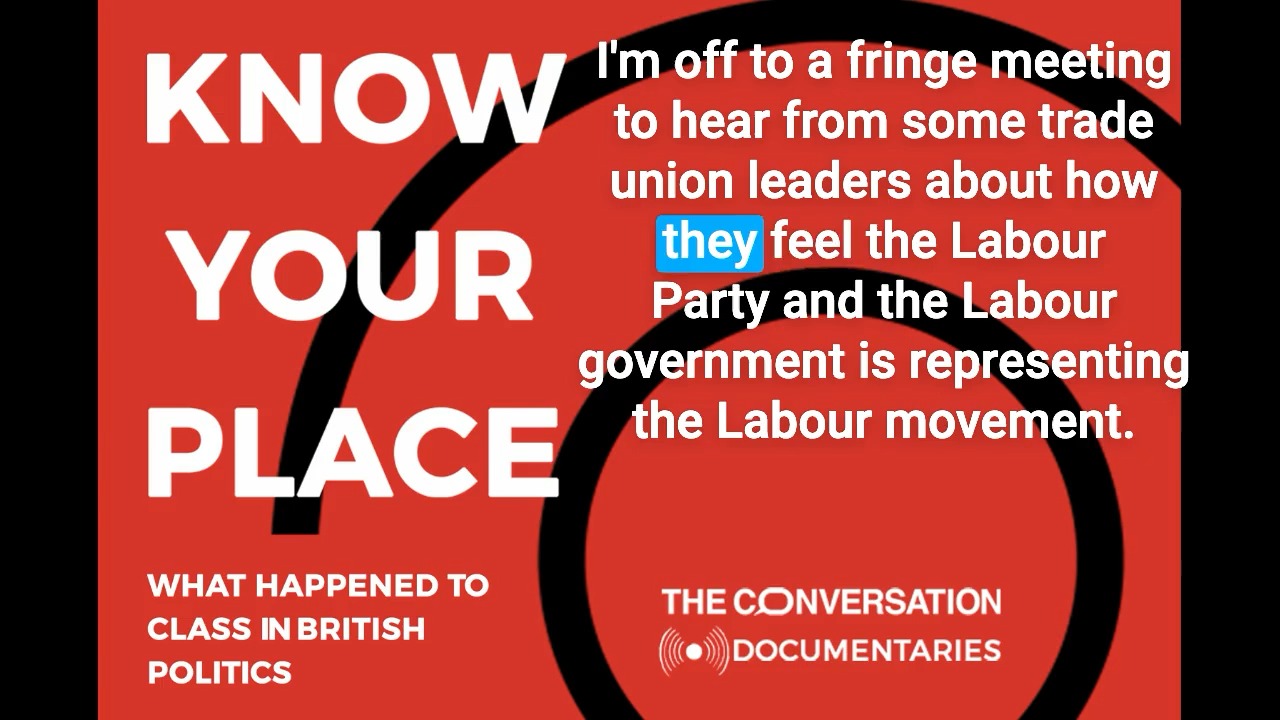 KNOW
YOUR
PLACE
WHAT HAPPENED TO
CLASS IN BRITISH
POLITICS
I'm off to a fringe meeting
to hear from some trade
union leaders about how
they feel the Labour
Party and the Labour
government is representing
the Labour movement.
THE CONVERSATION
DOCUMENTARIES